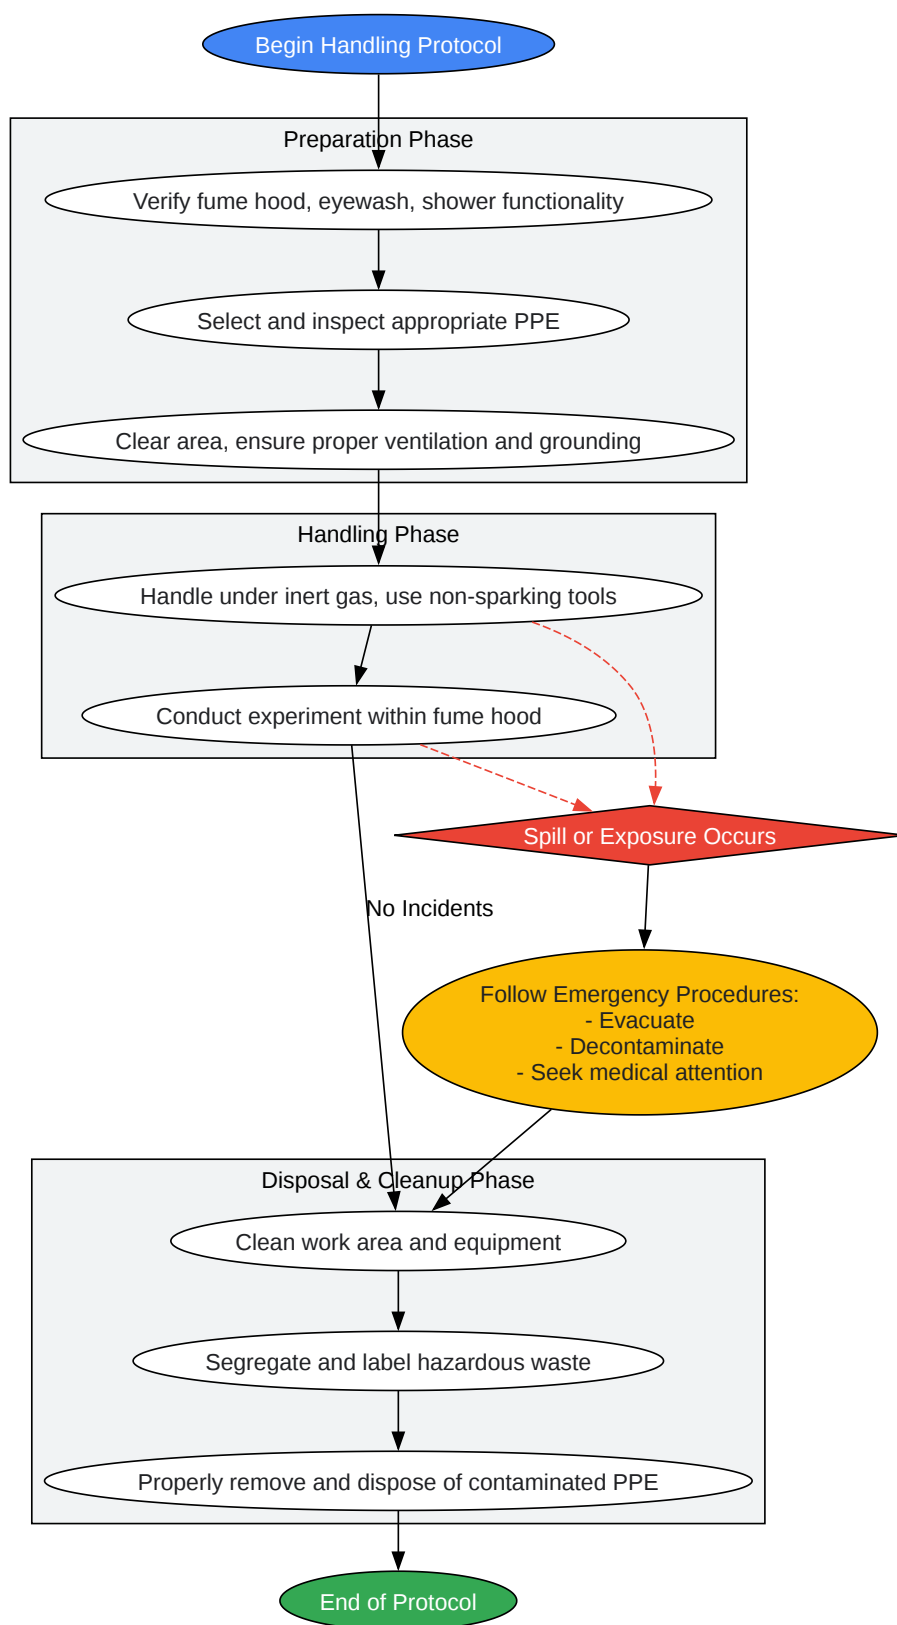 Begin Handling Protocol
Preparation Phase
Verify fume hood, eyewash, shower functionality
Select and inspect appropriate PPE
Clear area, ensure proper ventilation and grounding
Handling Phase
Handle under inert gas, use non-sparking tools
Conduct experiment within fume hood
Spill or Exposure Occurs
No Incidents
Follow Emergency Procedures:
- Evacuate
- Decontaminate
- Seek medical attention
Disposal & Cleanup Phase
Clean work area and equipment
Segregate and label hazardous waste
Properly remove and dispose of contaminated PPE
End of Protocol